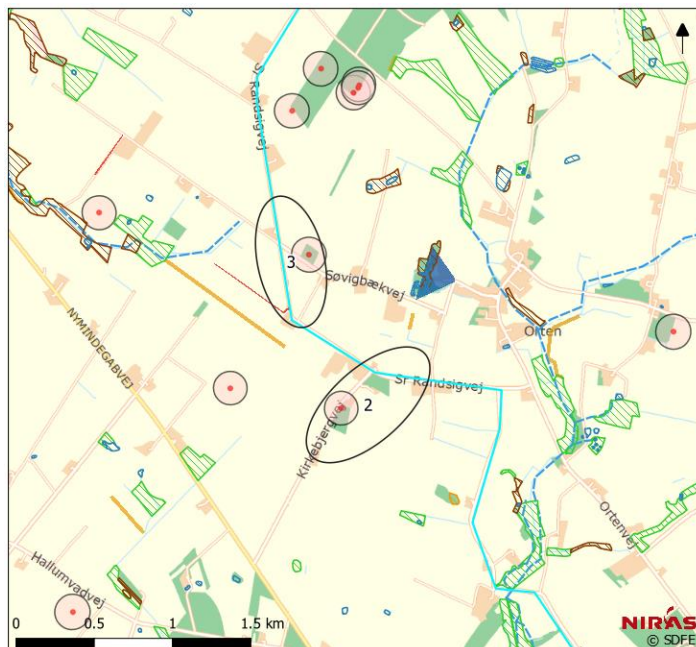 Sr Randsigvej
3
Søvigbækvej
NYMINDEGABVEJ
Orten
Sr Randsigvej
2
Kirkebjergvej
Ortenvej
Hallumvadvej
0 0.5 1 1.5 km
NIRAS
© SDFE